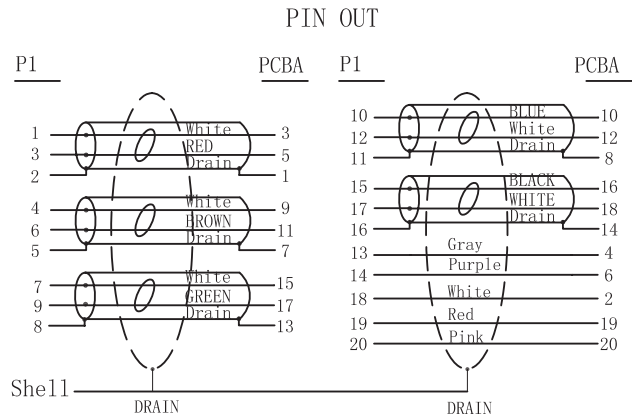 PIN OUT
P1 PCBA
1 White 3
3 RED 5
2 Drain 1
4 White 9
6 BROWN 11
5 Drain 7
7 White 15
9 GREEN 17
8 Drain 13
P1 PCBA
10 BLUE 10
12 White 12
11 Drain 8
15 BLACK 16
17 WHITE 18
16 Drain 14
13 Gray 4
14 Purple 6
18 White 2
19 Red 19
20 Pink 20
Shell
DRAIN DRAIN